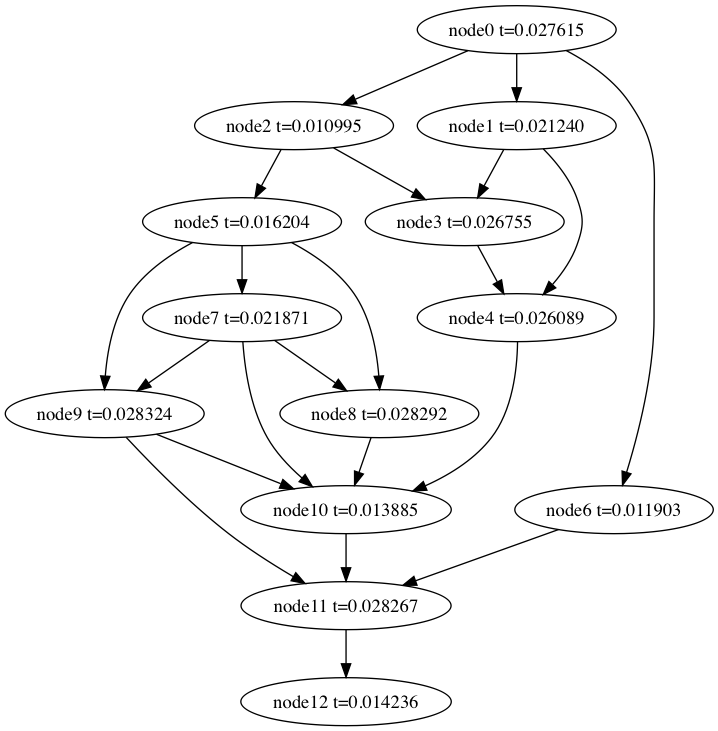 node0 t=0.027615
node2 t=0.010995
node1 t=0.021240
node5 t=0.016204
node3 t=0.026755
node7 t=0.021871
node4 t=0.026089
node9 t=0.028324
node8 t=0.028292
node10 t=0.013885
node6 t=0.011903
node11 t=0.028267
node12 t=0.014236